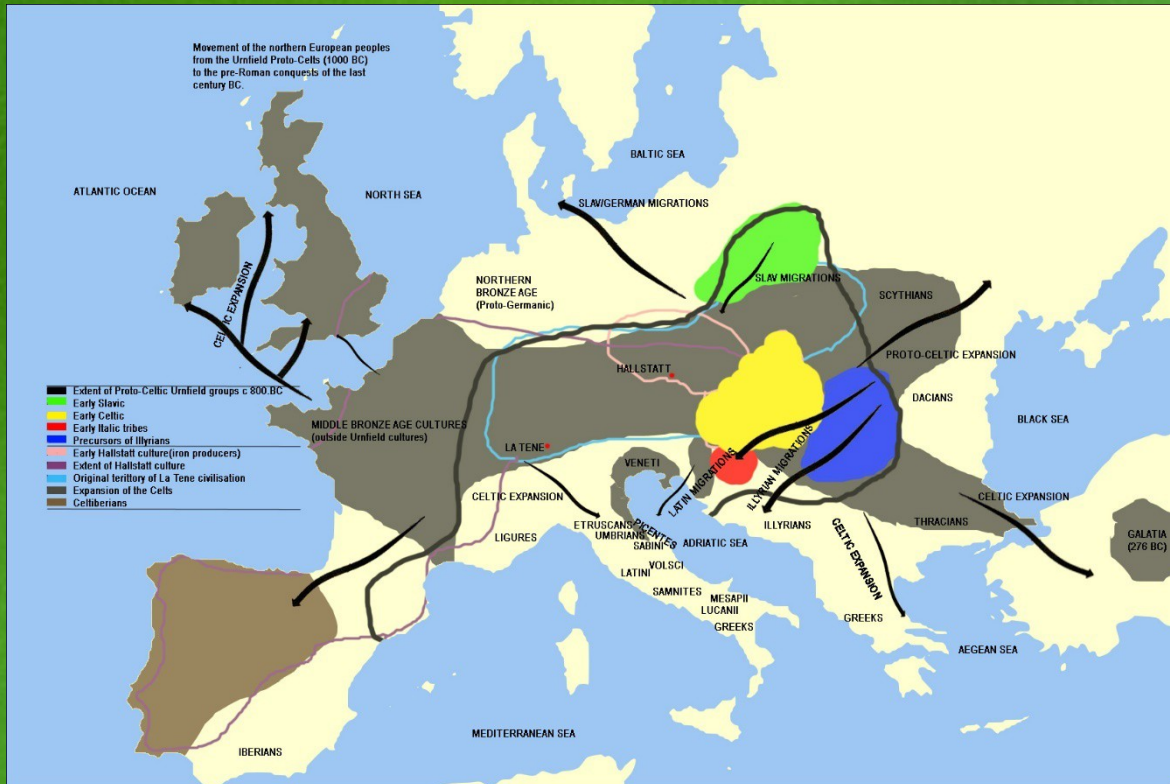 Movement of the northern European peoples
from the Urnfield Proto-Celts (1000 BC)
to the pre-Roman conquests of the last
century BC.
BALTIC SEA
ATLANTIC OCEAN
NORTH SEA
SLAV/GERMAN MIGRATIONS
CELTIC EXPANSION
NORTHERN
BRONZE AGE
(Proto-Germanic)
SLAV MIGRATIONS
SCYTHIANS
PROTO-CELTIC EXPANSION
HALLSTATT
DACIANS
BLACK SEA
Extent of Proto-Celtic Urnfield groups c 800.BC
Early Slavic
Early Celtic
Early Italic tribes
Precursors of Illyrians
Early Hallstatt culture(iron producers)
Extent of Hallstatt culture
Original teritory of La Tene civilisation
Expansion of the Celts
Celtiberians
MIDDLE BRONZE AGE CULTURES
(outside Urnfield cultures)
LA TENE
VENETI
LATIN MIGRATIONS
ILLYRIAN MIGRATIONS
CELTIC EXPANSION
CELTIC EXPANSION
ETRUSCANS
UMBRIANS
PICENTES
SABINI
LIGURES
ADRIATIC SEA
ILLYRIANS
THRACIANS
CELTIC EXPANSION
GALATIA
(276 BC)
LATINI
VOLSCI
SAMNITES
MESAPII
LUCANII
GREEKS
GREEKS
AEGEAN SEA
MEDITERRANEAN SEA
IBERIANS